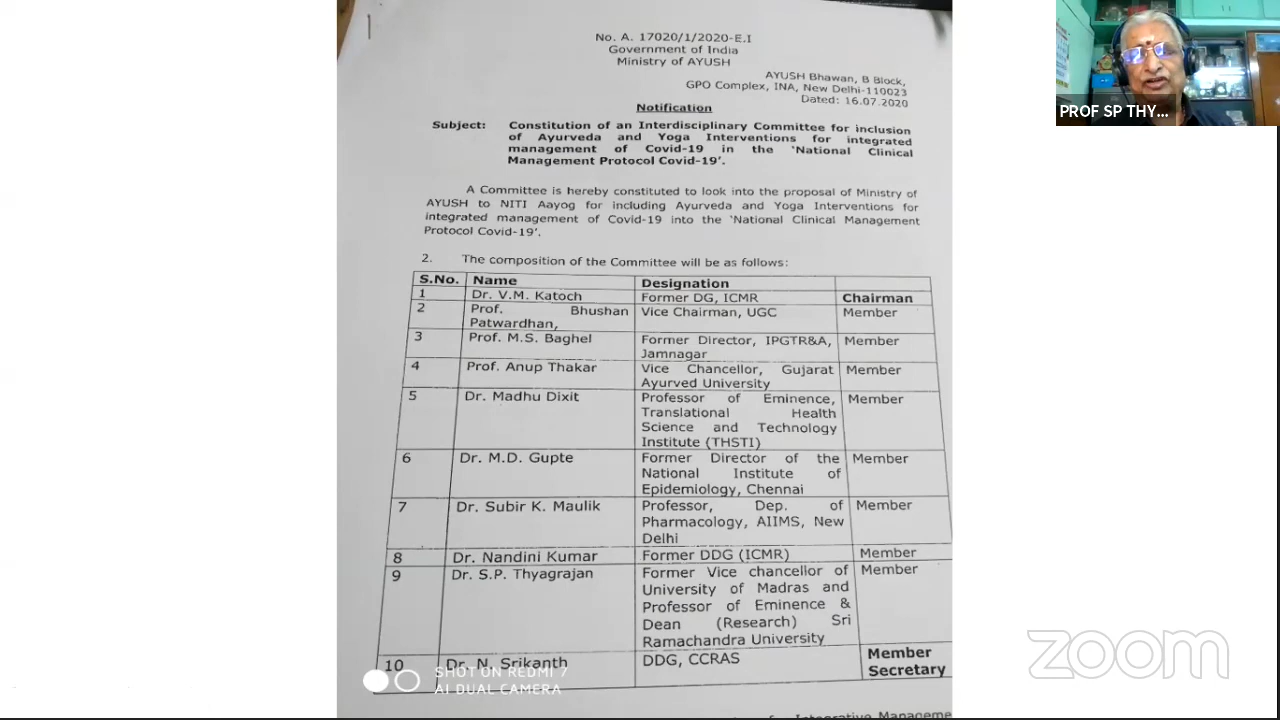 No. A. 17020/1/2020-E.I
Government of India
Ministry of AYUSH
AYUSH Bhawan, B Block,
GPO Complex, INA, New Delhi-110023
Dated: 16.07.2020
Notification
Subject: Constitution of an Interdisciplinary Committee for inclusion
of Ayurveda and Yoga Interventions for integrated
management of Covid-19 in the 'National Clinical
Management Protocol Covid-19'.
A Committee is hereby constituted to look into the proposal of Ministry of
AYUSH to NITI Aayog for including Ayurveda and Yoga Interventions for
integrated management of Covid-19 into the 'National Clinical Management
Protocol Covid-19'.
2. The composition of the Committee will be as follows:
S.No. Name Designation
1 Dr. V.M. Katoch Former DG, ICMR Chairman
2 Prof. Bhushan Vice Chairman, UGC Member
Patwardhan,
3 Prof. M.S. Baghel Former Director, IPGTR&A, Member
Jamnagar
4 Prof. Anup Thakar Vice Chancellor, Gujarat Member
Ayurved University
5 Dr. Madhu Dixit Professor of Eminence, Member
Translational Health
Science and Technology
Institute (THSTI)
6 Dr. M.D. Gupte Former Director of the Member
National Institute of
Epidemiology, Chennai
7 Dr. Subir K. Maulik Professor, Dep. of Member
Pharmacology, AIIMS, New
Delhi
8 Dr. Nandini Kumar Former DDG (ICMR) Member
9 Dr. S.P. Thyagrajan Former Vice chancellor of Member
University of Madras and
Professor of Eminence &
Dean (Research) Sri
Ramachandra University
10 Dr. N. Srikanth DDG, CCRAS Member
Secretary
SHOT ON REDMI 7
AI DUAL CAMERA
Integrative Manageme
PROF SP THY...
zoom